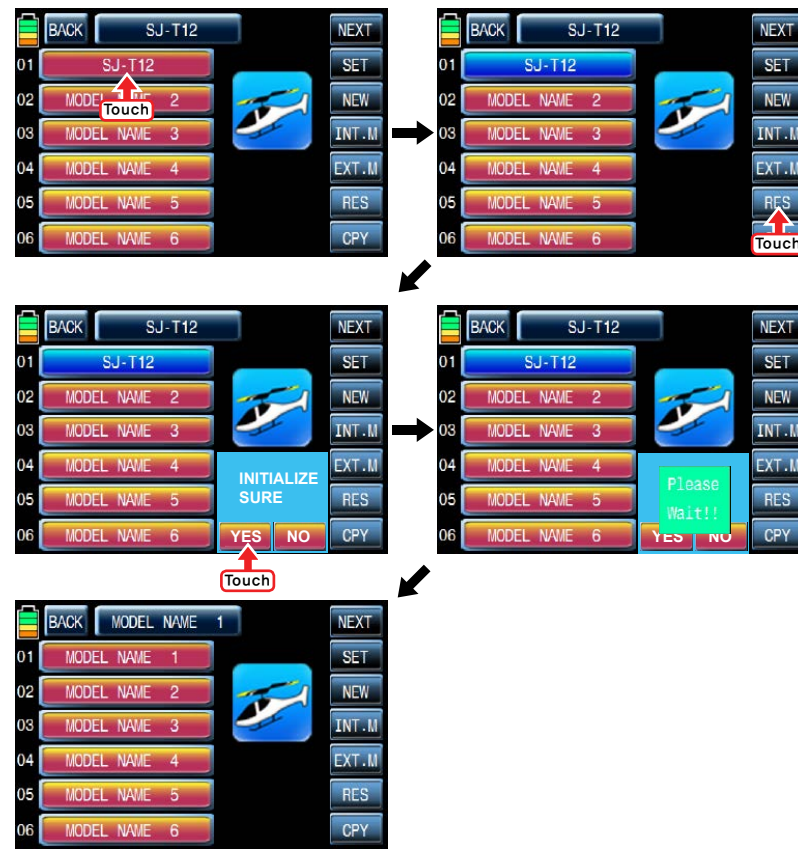 BACK SJ-T12 NEXT
01 SJ-T12 SET
02 MODEL NAME 2 NEW
Touch
03 MODEL NAME 3 INT.M
04 MODEL NAME 4 EXT.M
05 MODEL NAME 5 RES
06 MODEL NAME 6 CPY
BACK SJ-T12 NEXT
01 SJ-T12 SET
02 MODEL NAME 2 NEW
03 MODEL NAME 3 INT.M
04 MODEL NAME 4 EXT.M
05 MODEL NAME 5 RES
06 MODEL NAME 6
Touch
BACK SJ-T12 NEXT
01 SJ-T12 SET
02 MODEL NAME 2 NEW
03 MODEL NAME 3 INT.M
04 MODEL NAME 4 EXT.M
INITIALIZE
SURE
05 MODEL NAME 5 RES
06 MODEL NAME 6 YES NO CPY
Touch
BACK SJ-T12 NEXT
01 SJ-T12 SET
02 MODEL NAME 2 NEW
03 MODEL NAME 3 INT.M
04 MODEL NAME 4 EXT.M
Please
Wait!!
05 MODEL NAME 5 RES
06 MODEL NAME 6 YES NO CPY
BACK MODEL NAME 1 NEXT
01 MODEL NAME 1 SET
02 MODEL NAME 2 NEW
03 MODEL NAME 3 INT.M
04 MODEL NAME 4 EXT.M
05 MODEL NAME 5 RES
06 MODEL NAME 6 CPY